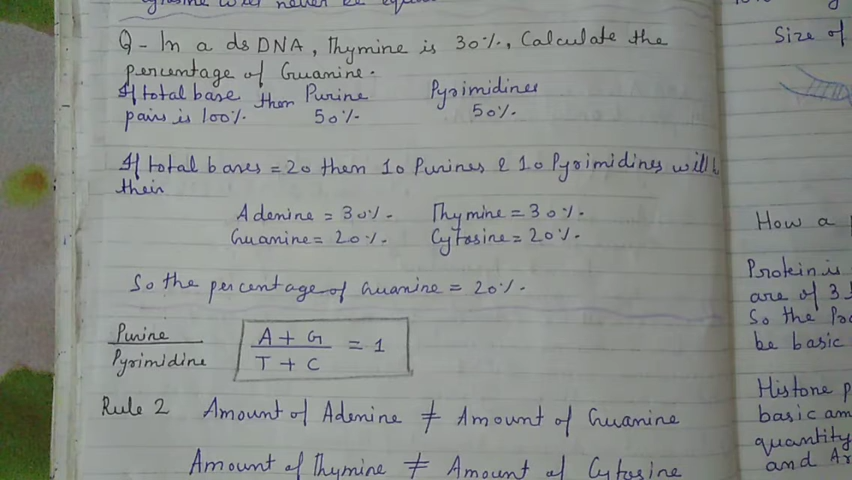 never be
Q - In a ds DNA, Thymine is 30%, Calculate the
percentage of Guanine.
If total base then Purine Pyrimidines
pairs is 100% 50% 50%.
If total bases = 20 then 10 Purines & 10 Pyrimidines will b
their
Adenine = 30%. Thymine = 30%.
Guanine = 20%. Cytosine = 20%.
So the percentage of Guanine = 20%.
Purine A + G = 1
Pyrimidine T + C
Rule 2 Amount of Adenine ≠ Amount of Guanine
Amount of Thymine ≠ Amount of Cytosine
Size of
How a
Protein is
are of 3
So the Pro
be basic
Histone p
basic am
quantity
and Ar